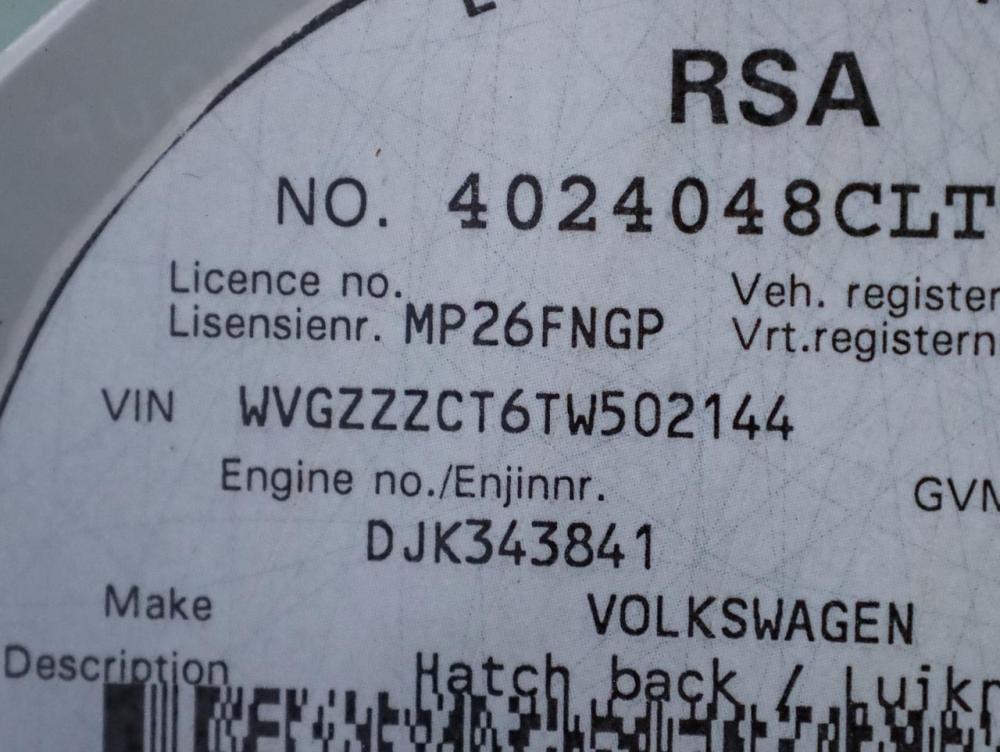 RSA
NO. 4024048CLT
Licence no. Veh. register
Lisensienr. MP26FNGP Vrt.registern
VIN WVGZZZCT6TW502144
Engine no./Enjinnr. GVM
DJK343841
Make VOLKSWAGEN
Description Hatch back / Luikr